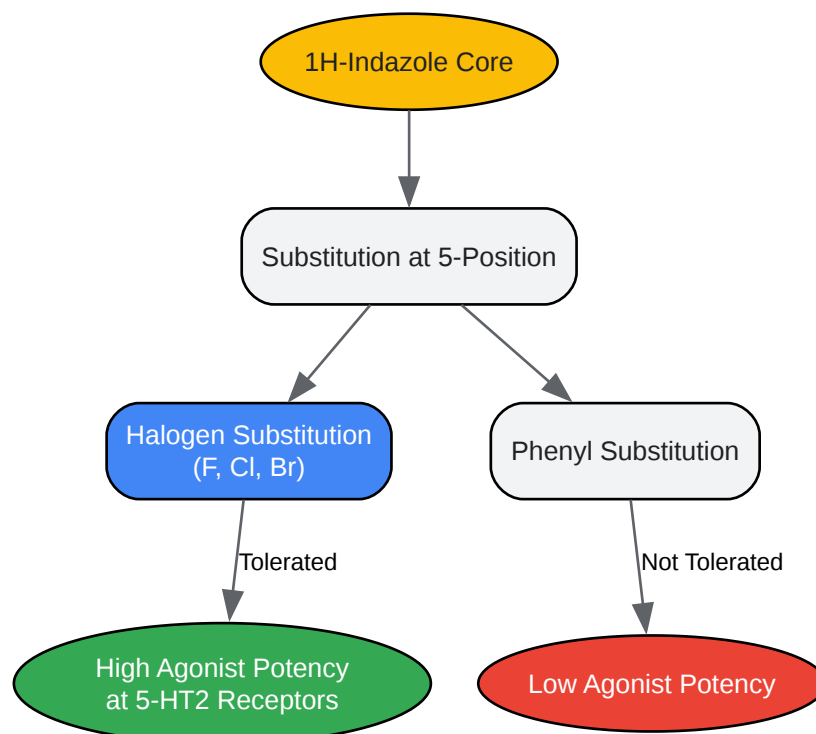 1H-Indazole Core
Substitution at 5-Position
Halogen Substitution
(F, Cl, Br)
Phenyl Substitution
Tolerated
Not Tolerated
High Agonist Potency
at 5-HT2 Receptors
Low Agonist Potency